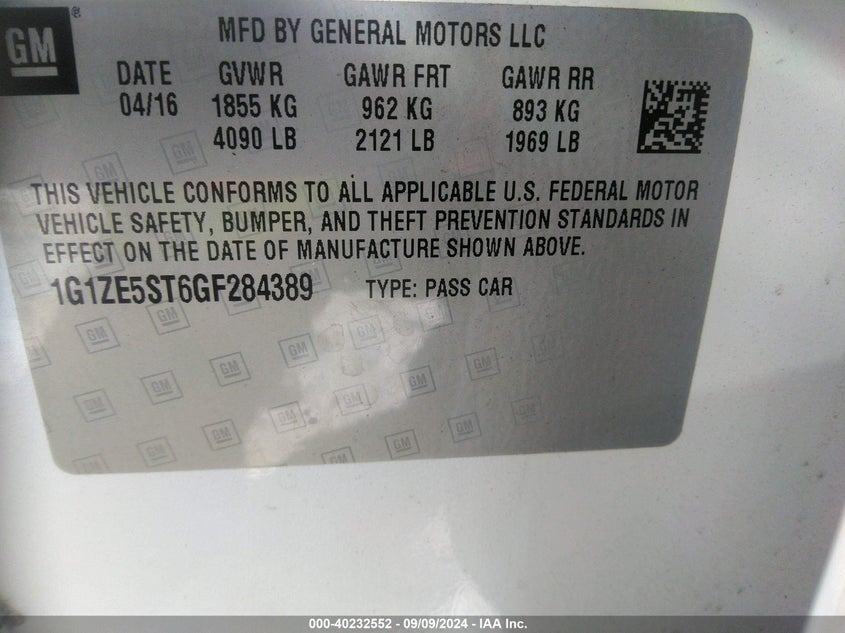 GM®
MFD BY GENERAL MOTORS LLC
DATE GVWR GAWR FRT GAWR RR
04/16 1855 KG 962 KG 893 KG
4090 LB 2121 LB 1969 LB
THIS VEHICLE CONFORMS TO ALL APPLICABLE U.S. FEDERAL MOTOR
VEHICLE SAFETY, BUMPER, AND THEFT PREVENTION STANDARDS IN
EFFECT ON THE DATE OF MANUFACTURE SHOWN ABOVE.
1G1ZE5ST6GF284389 TYPE: PASS CAR
000-40232552 - 09/09/2024 - IAA Inc.